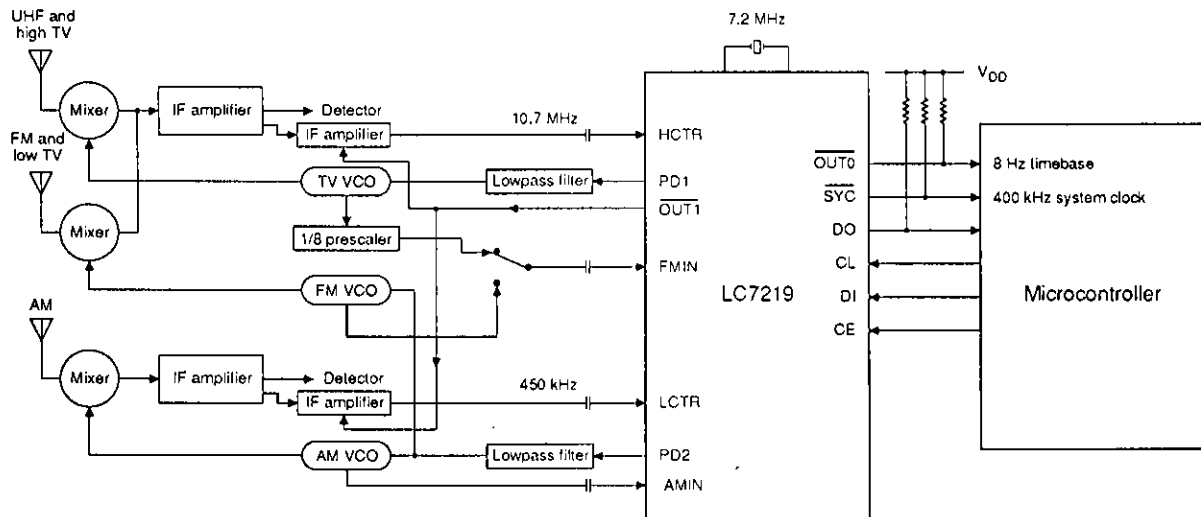 UHF and
high TV
7.2 MHz
VDD
Mixer
IF amplifier
Detector
IF amplifier
10.7 MHz
HCTR
FM and
low TV
OUT0
8 Hz timebase
TV VCO
Lowpass filter
PD1
SYC
400 kHz system clock
OUT1
Mixer
1/8 prescaler
DO
FMIN
CL
FM VCO
LC7219
DI
Microcontroller
AM
CE
Mixer
IF amplifier
Detector
IF amplifier
450 kHz
LCTR
AM VCO
Lowpass filter
PD2
AMIN